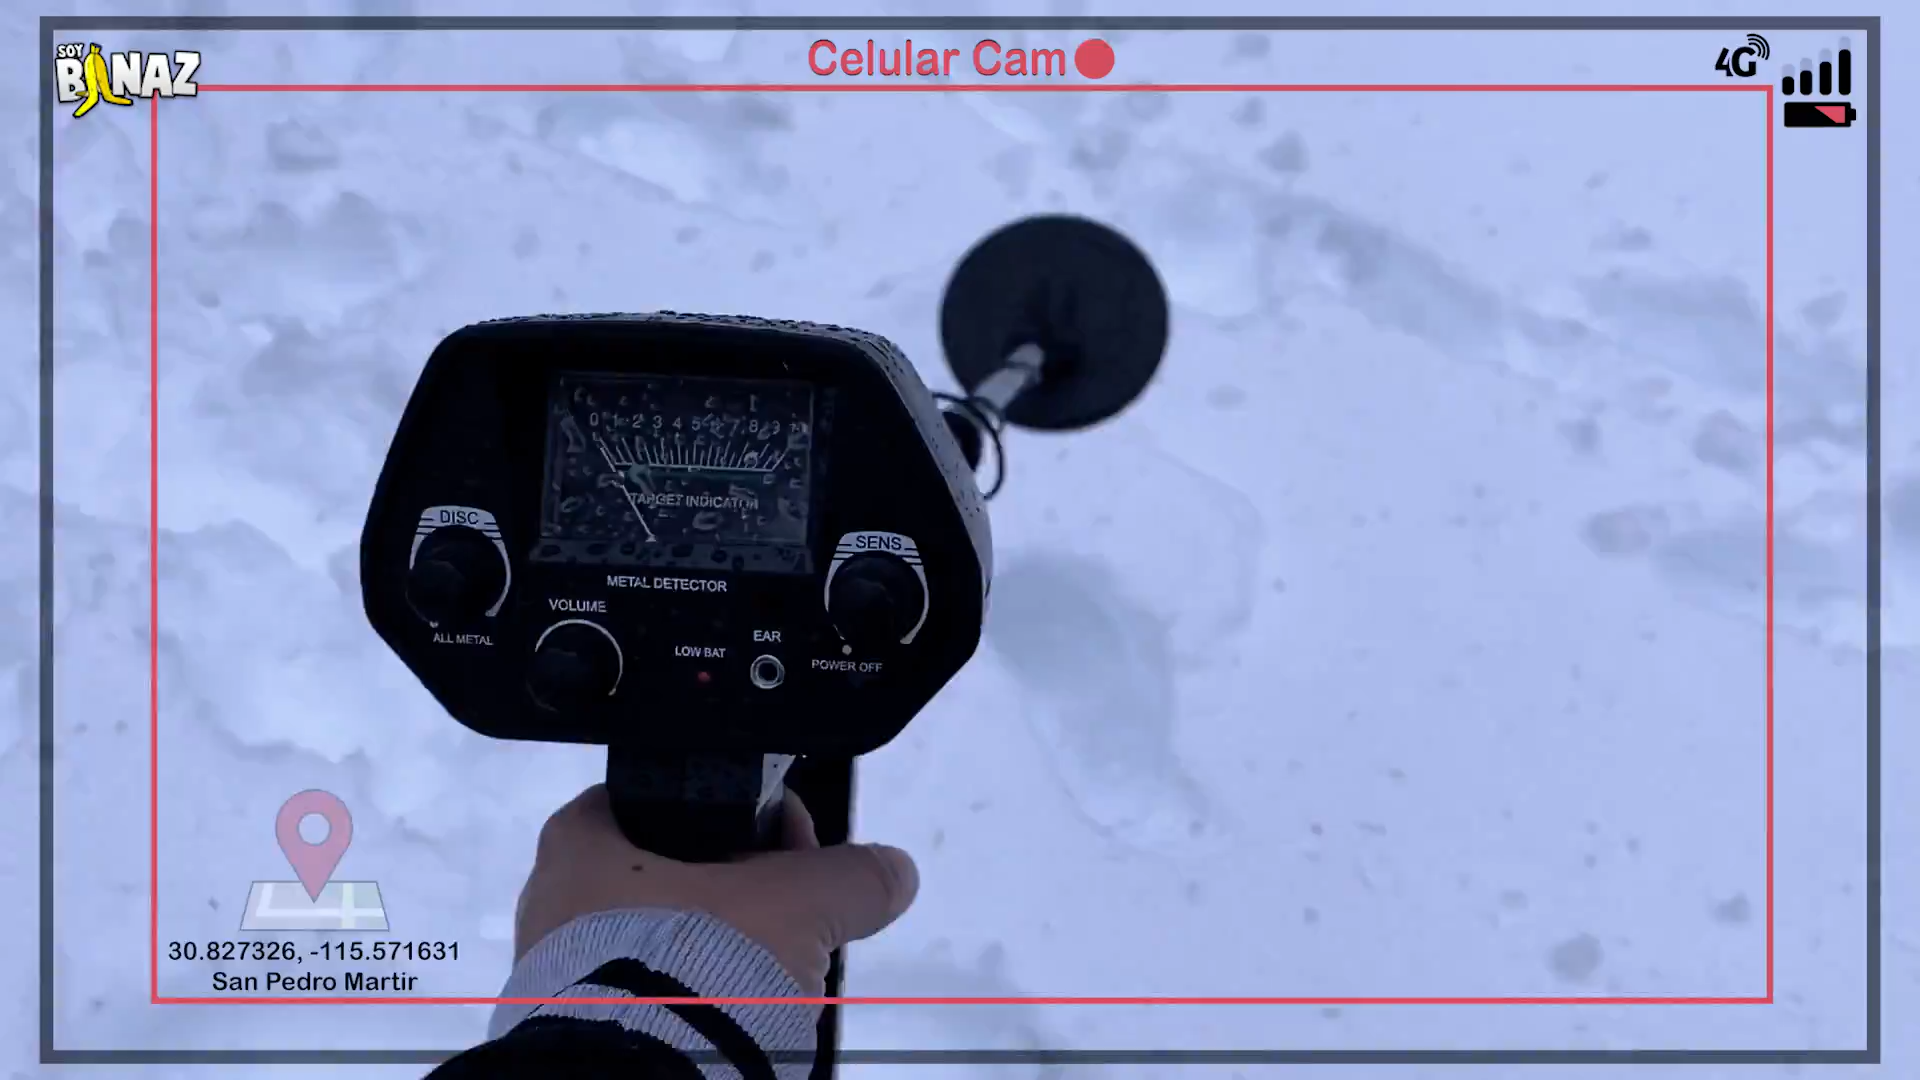 SOY
BANAZ
Celular Cam
4G
0 1 2 3 4 5 6 7 8 9
TARGET INDICATOR
DISC
SENS
METAL DETECTOR
VOLUME
ALL METAL
LOW BAT
EAR
POWER OFF
30.827326, -115.571631
San Pedro Martir